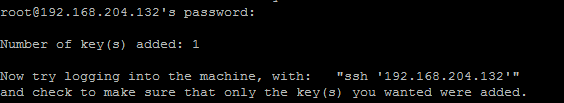 root@192.168.204.132's password:
Number of key(s) added: 1
Now try logging into the machine, with:   "ssh '192.168.204.132'"
and check to make sure that only the key(s) you wanted were added.